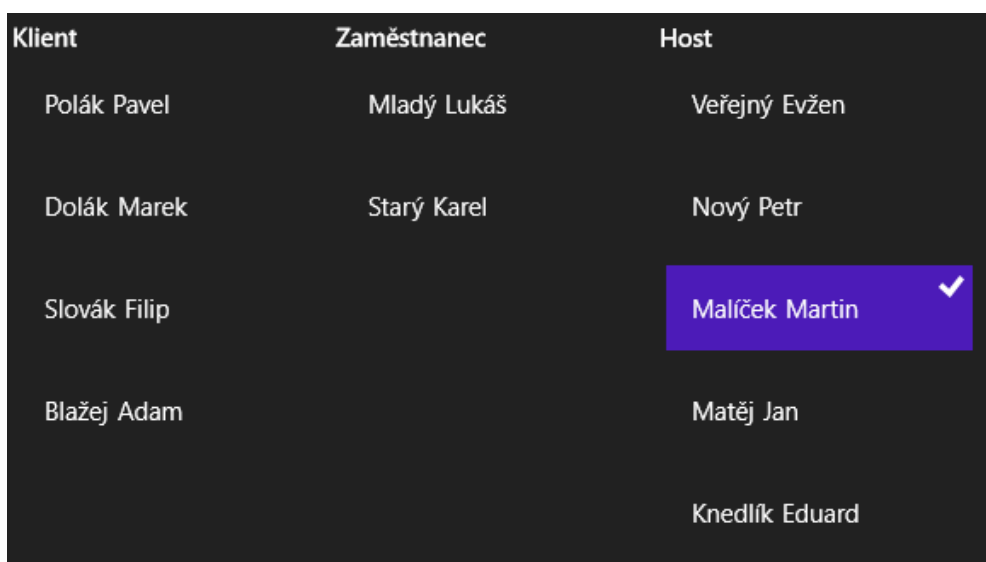 Klient
Polák Pavel
Dolák Marek
Slovák Filip
Blažej Adam
Zaměstnanec
Mladý Lukáš
Starý Karel
Host
Veřejný Evžen
Nový Petr
Malíček Martin
Matěj Jan
Knedlík Eduard